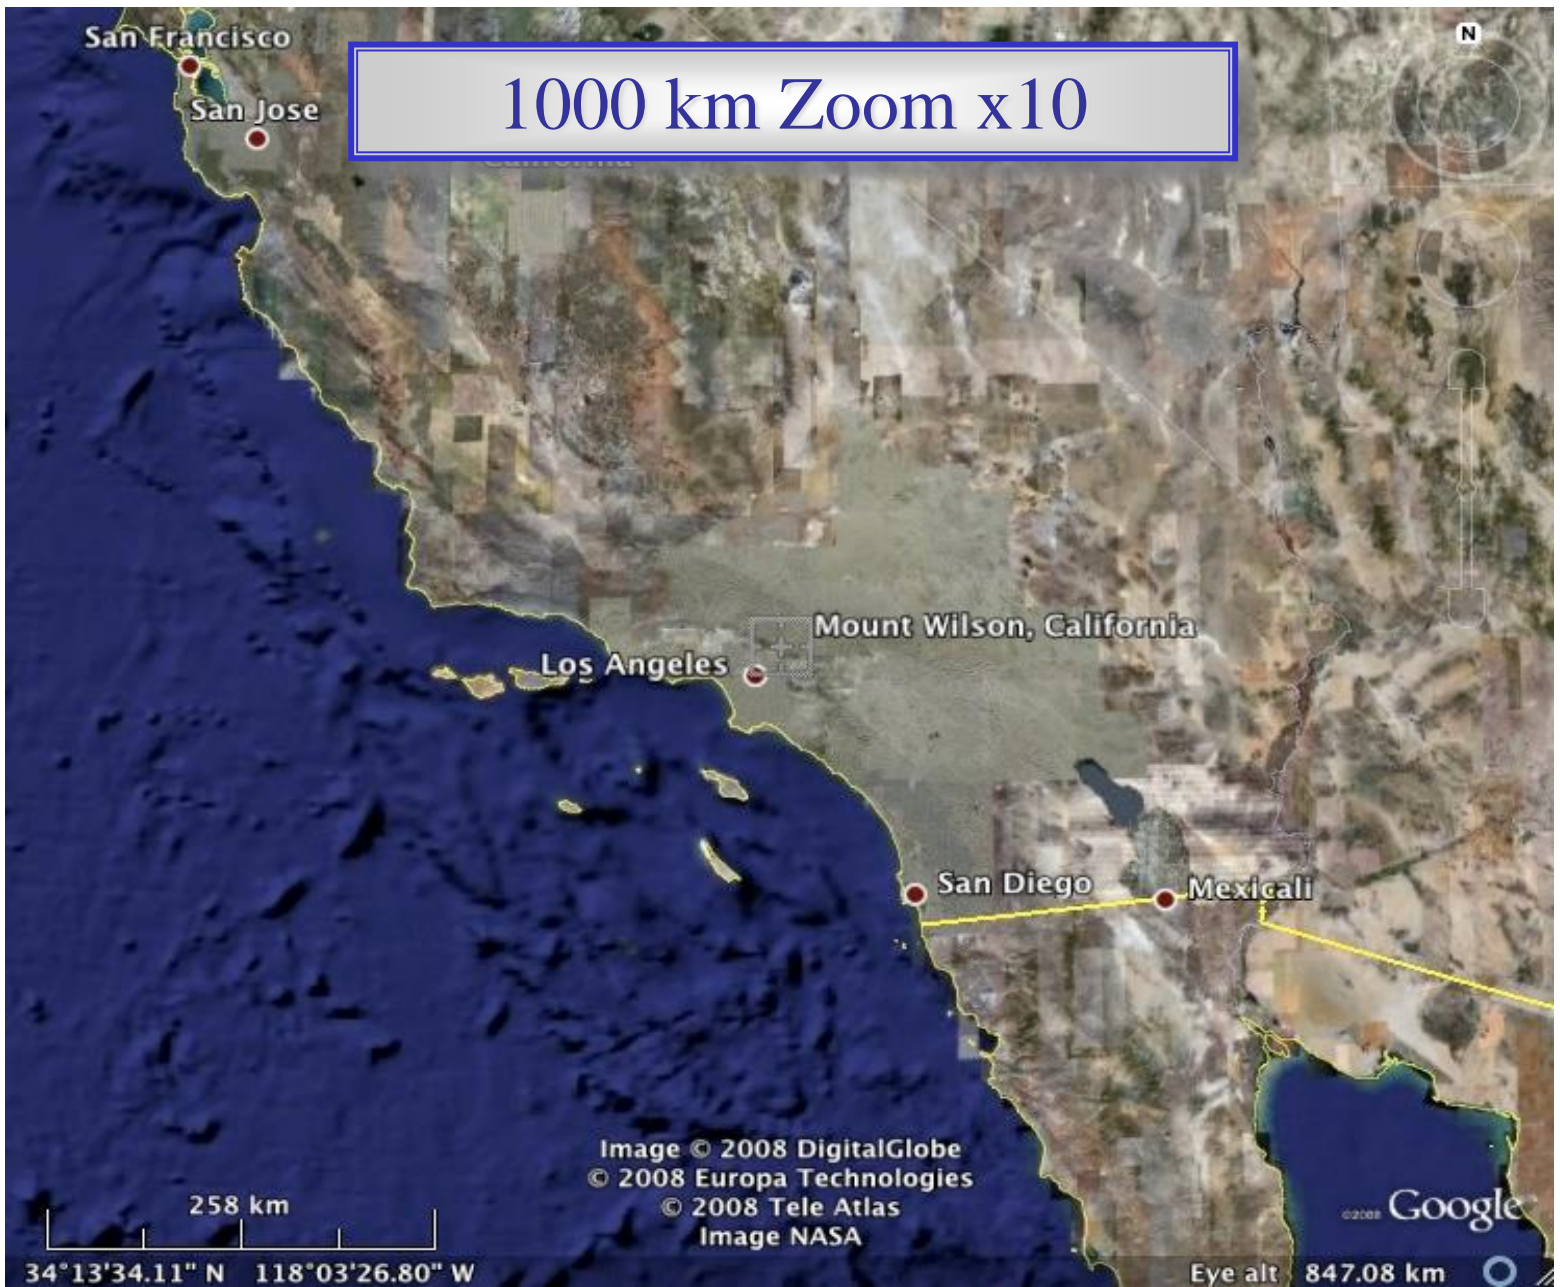 San Francisco
N
1000 km Zoom x10
San Jose
California
Mount Wilson, California
Los Angeles
San Diego
Mexicali
Image © 2008 DigitalGlobe
© 2008 Europa Technologies
© 2008 Tele Atlas
Image NASA
258 km
©2008 Google
34°13'34.11" N 118°03'26.80" W
Eye alt 847.08 km